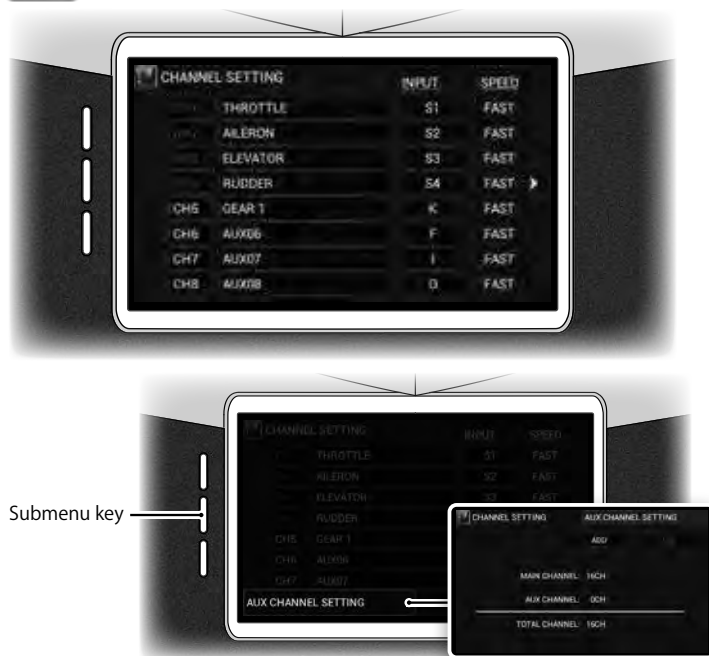 CHANNEL SETTING INPUT SPEED
THROTTLE S1 FAST
AILERON S2 FAST
ELEVATOR S3 FAST
RUDDER S4 FAST
CH5 GEAR 1 K FAST
CH6 AUX06 F FAST
CH7 AUX07 I FAST
CH8 AUX08 D FAST
CHANNEL SETTING INPUT SPEED
THROTTLE S1 FAST
AILERON S2 FAST
ELEVATOR S3 FAST
RUDDER
CH5 GEAR 1
CH6 AUX06
CH7 AUX07
Submenu key
AUX CHANNEL SETTING
CHANNEL SETTING AUX CHANNEL SETTING
ADD
MAIN CHANNEL: 16CH
AUX CHANNEL: 0CH
TOTAL CHANNEL: 16CH